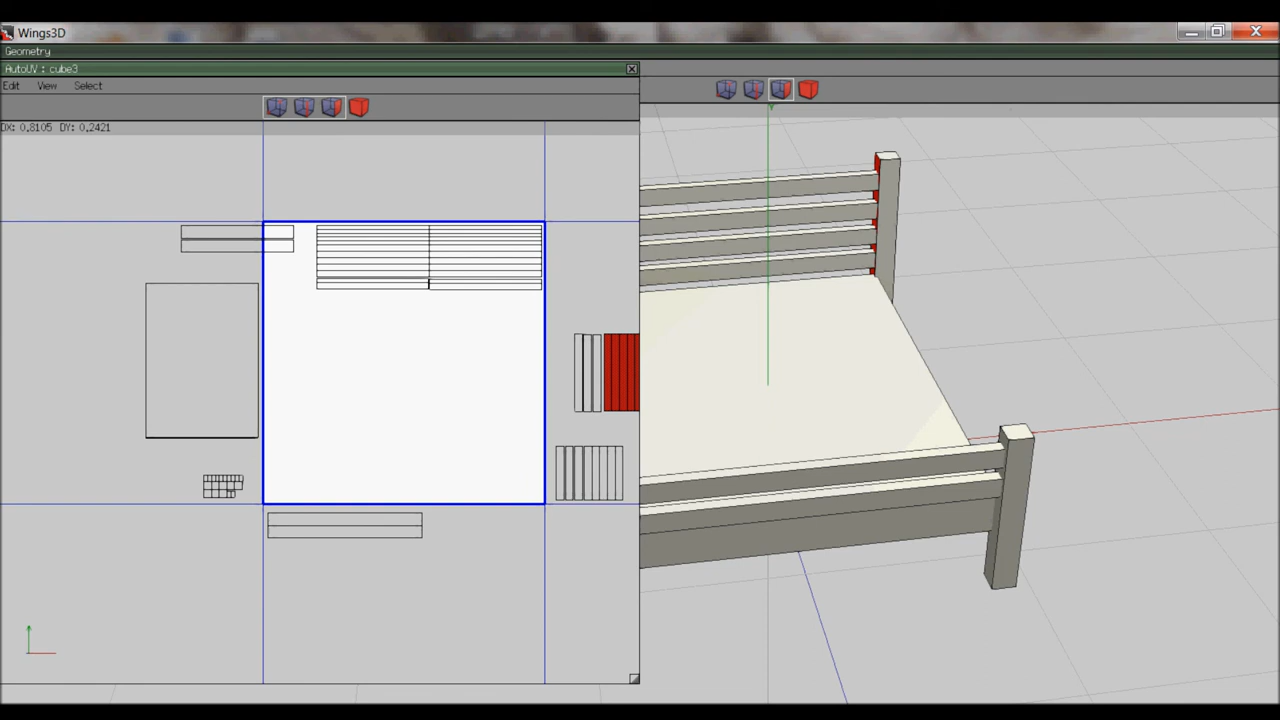 Wings3D
Geometry
AutoUV : cube3
Edit View Select
DX: 0.8105 DY: 0.2421
Y